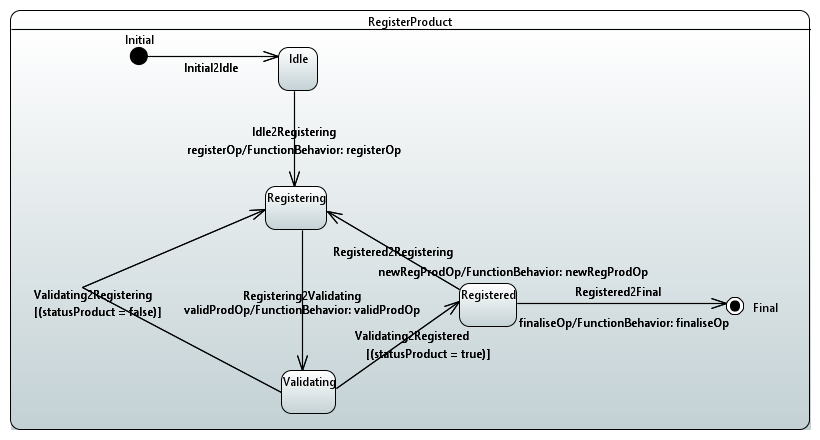 RegisterProduct
Initial
Initial2Idle
Idle
Idle2Registering
registerOp/FunctionBehavior: registerOp
Registering
Registered2Registering
newRegProdOp/FunctionBehavior: newRegProdOp
Validating2Registering
[(statusProduct = false)]
Registering2Validating
validProdOp/FunctionBehavior: validProdOp
Registered
Registered2Final
finaliseOp/FunctionBehavior: finaliseOp
Final
Validating2Registered
[(statusProduct = true)]
Validating